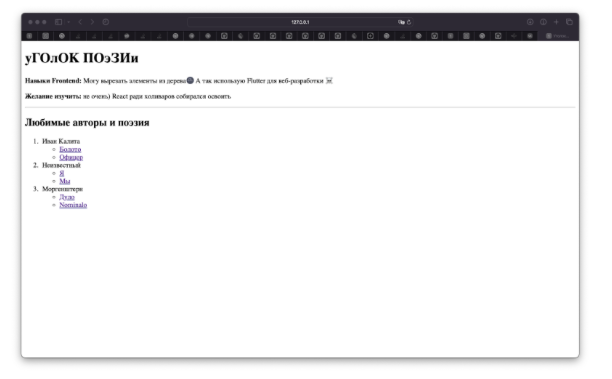 127.0.0.1
уГОлОК ПОэЗИи
Навыки Frontend: Могу вырезать элементы из дерева🌚 А так использую Flutter для веб-разработки
Желание изучить: не очень) React ради холиваров собирался освоить
Любимые авторы и поэзия
1. Иван Калита
Болото
Офицер
2. Неизвестный
Я
Мы
3. Моргенштерн
Дуло
Nominalo